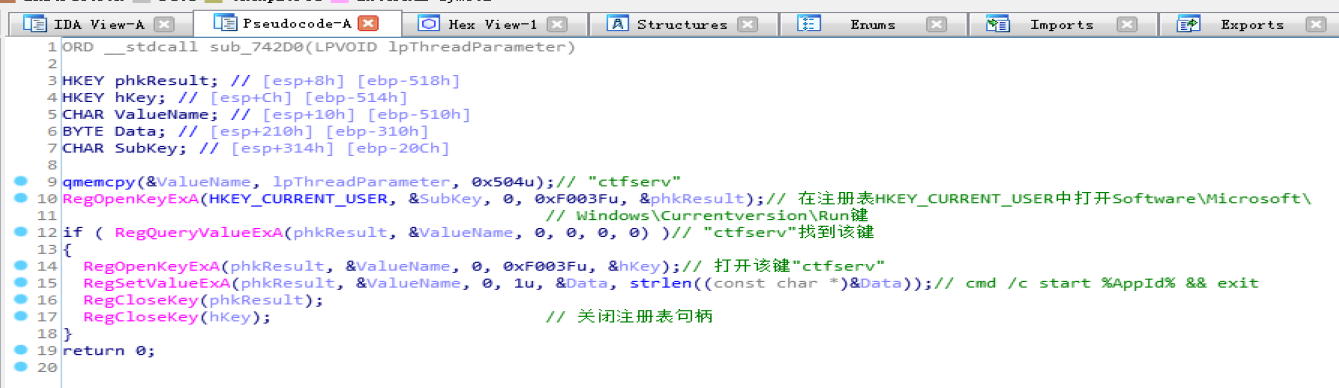 IDA View-A Pseudocode-A Hex View-1 Structures Enums Imports Exports
1 ORD __stdcall sub_742D0(LPVOID lpThreadParameter)
2
3 HKEY phkResult; // [esp+8h] [ebp-518h]
4 HKEY hKey; // [esp+Ch] [ebp-514h]
5 CHAR ValueName; // [esp+10h] [ebp-510h]
6 BYTE Data; // [esp+210h] [ebp-310h]
7 CHAR SubKey; // [esp+314h] [ebp-20Ch]
8
9 qmemcpy(&ValueName, lpThreadParameter, 0x504u);// "ctfserv"
10 RegOpenKeyExA(HKEY_CURRENT_USER, &SubKey, 0, 0xF003Fu, &phkResult);// 在注册表HKEY_CURRENT_USER中打开Software\Microsoft\
11 // Windows\Currentversion\Run键
12 if ( RegQueryValueExA(phkResult, &ValueName, 0, 0, 0, 0) )// "ctfserv"找到该键
13 {
14 RegOpenKeyExA(phkResult, &ValueName, 0, 0xF003Fu, &hKey);// 打开该键"ctfserv"
15 RegSetValueExA(phkResult, &ValueName, 0, 1u, &Data, strlen((const char *)&Data));// cmd /c start %AppId% && exit
16 RegCloseKey(phkResult);
17 RegCloseKey(hKey); // 关闭注册表句柄
18 }
19 return 0;
20